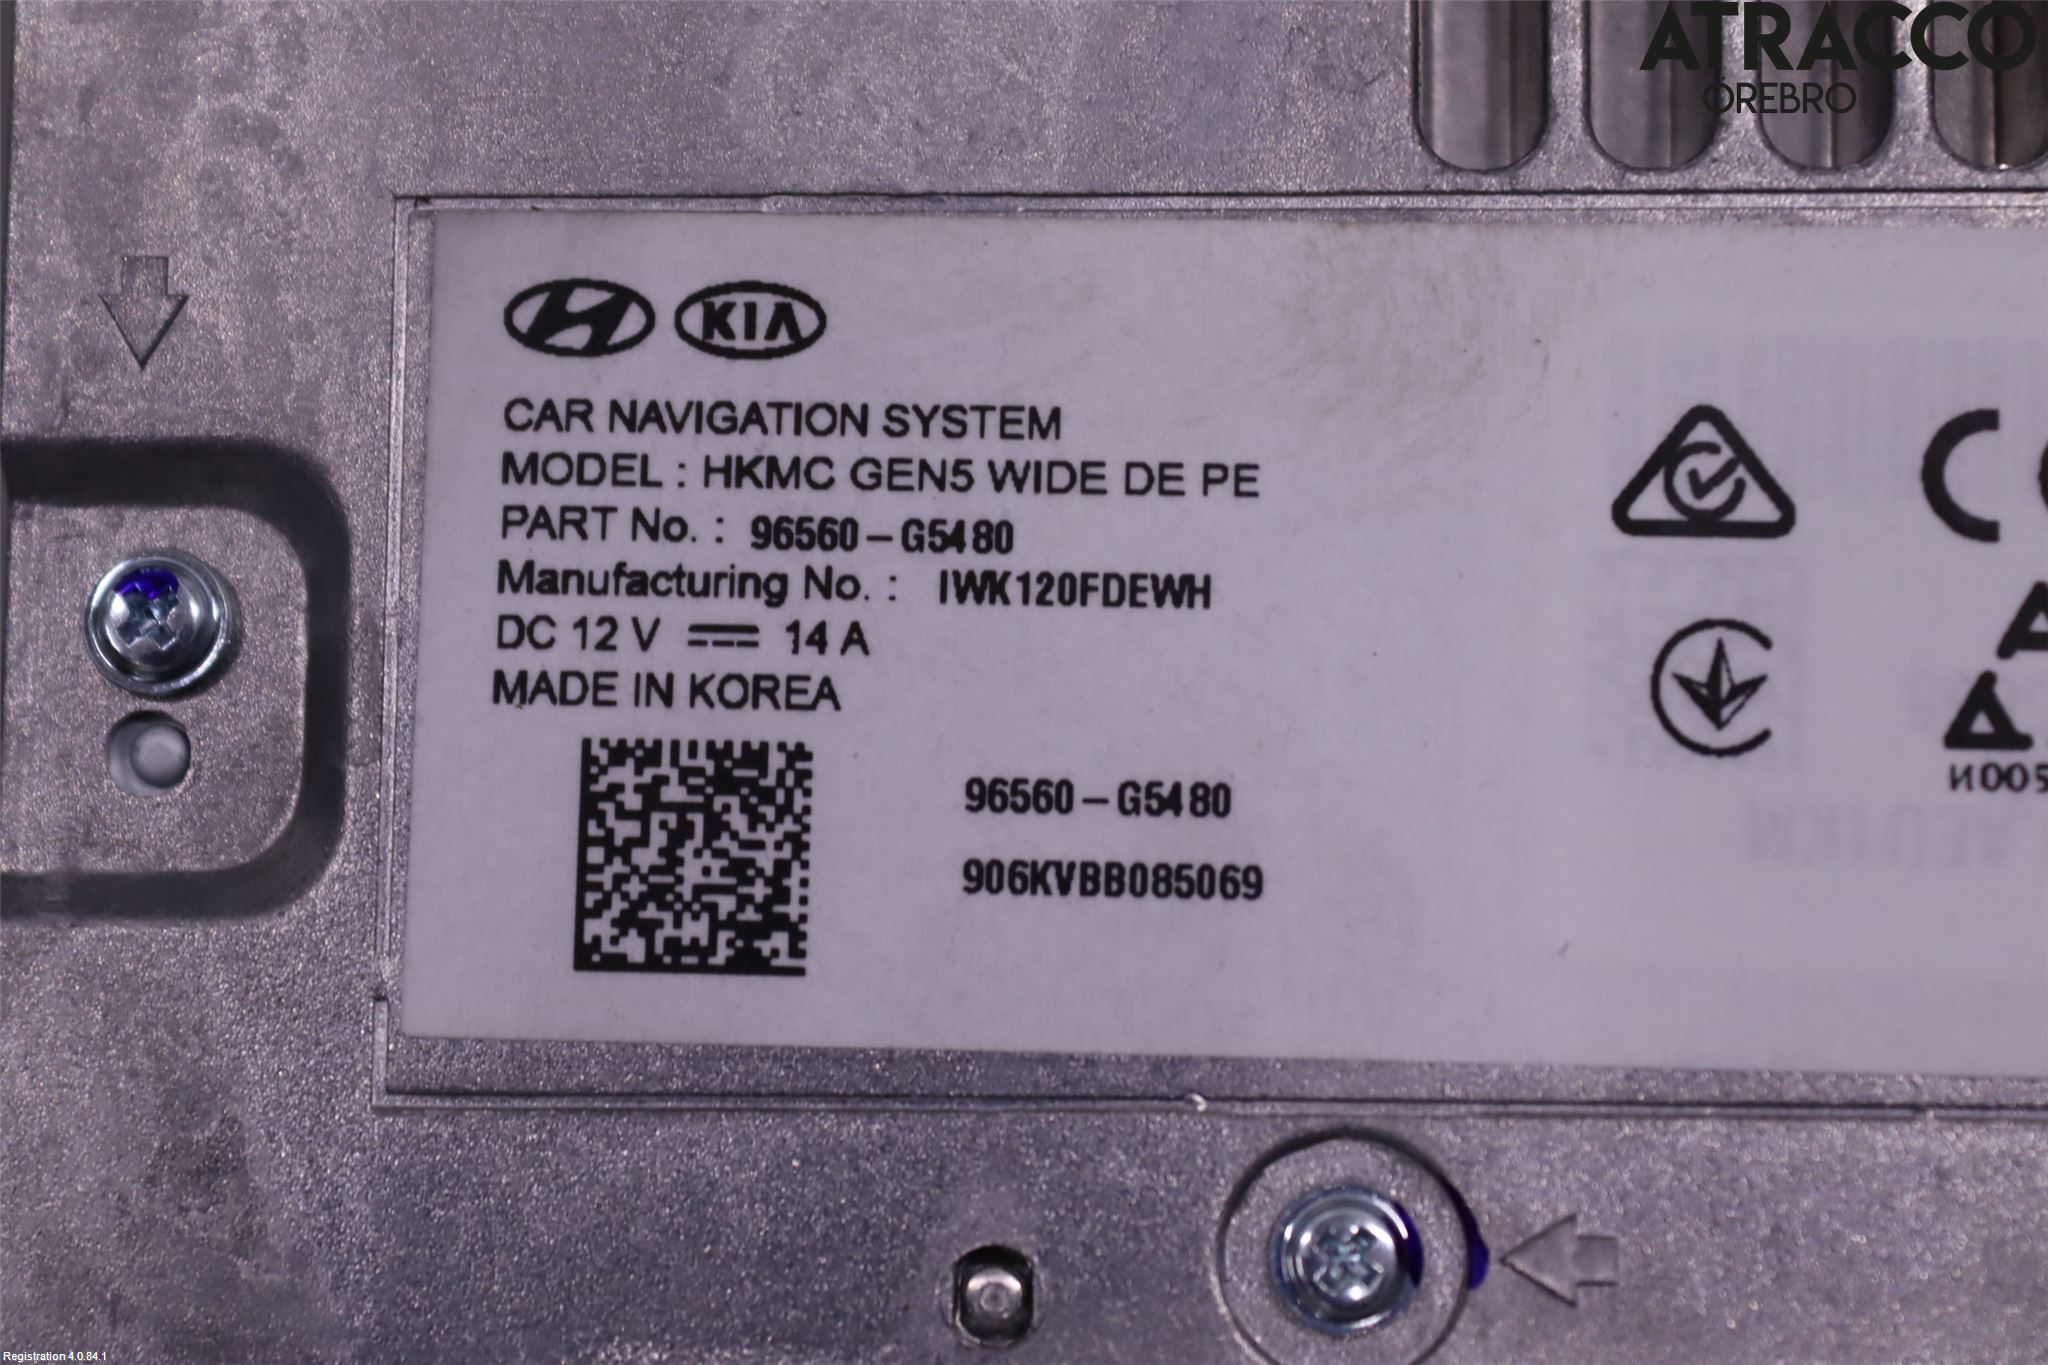 ATRACCO
ÖREBRO
KIA
CAR NAVIGATION SYSTEM
MODEL : HKMC GEN5 WIDE DE PE
PART No. : 96560-G5480
Manufacturing No. : IWK120FDEWH
DC 12 V 14 A
MADE IN KOREA
96560-G5480
906KVBB085069
Registration 4.0.84.1